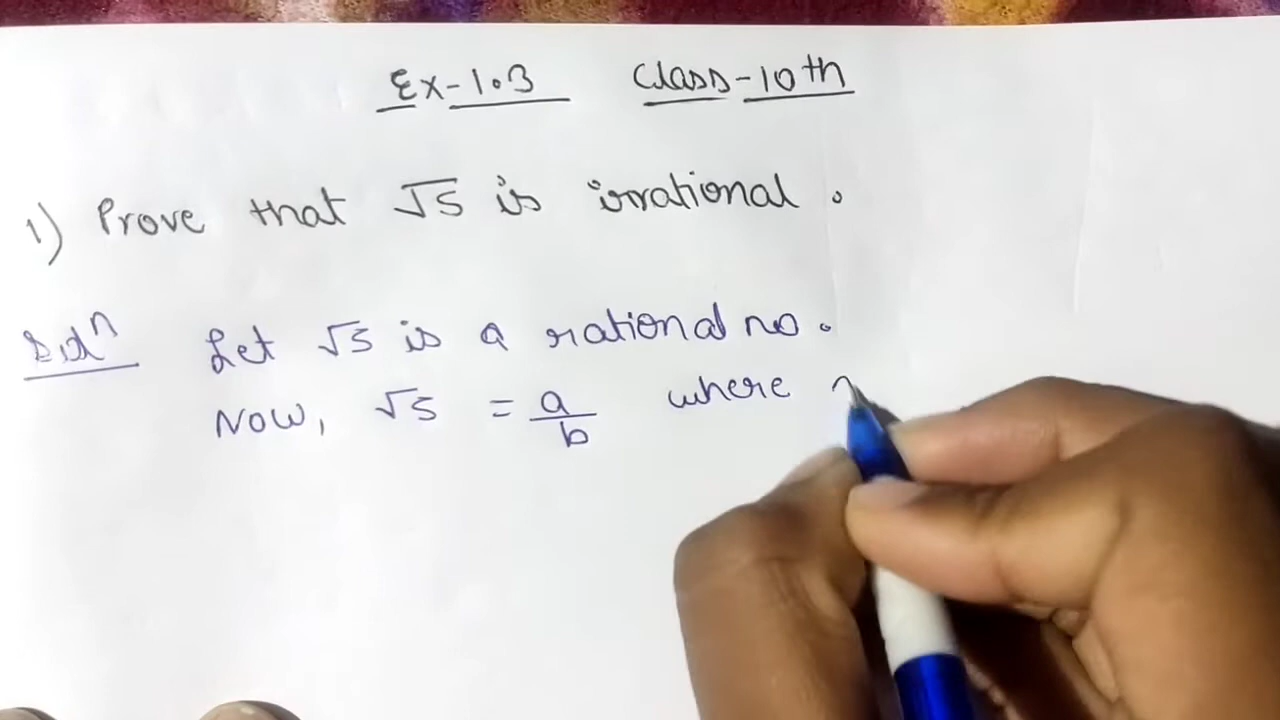 Ex-1.3 Class-10th
1) Prove that √5 is irrational.
Solⁿ Let √5 is a rational no.
Now, √5 = a/b where